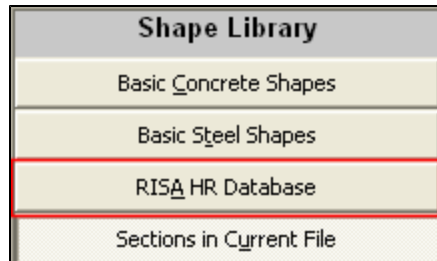 Shape Library
Basic Concrete Shapes
Basic Steel Shapes
RISA HR Database
Sections in Current File